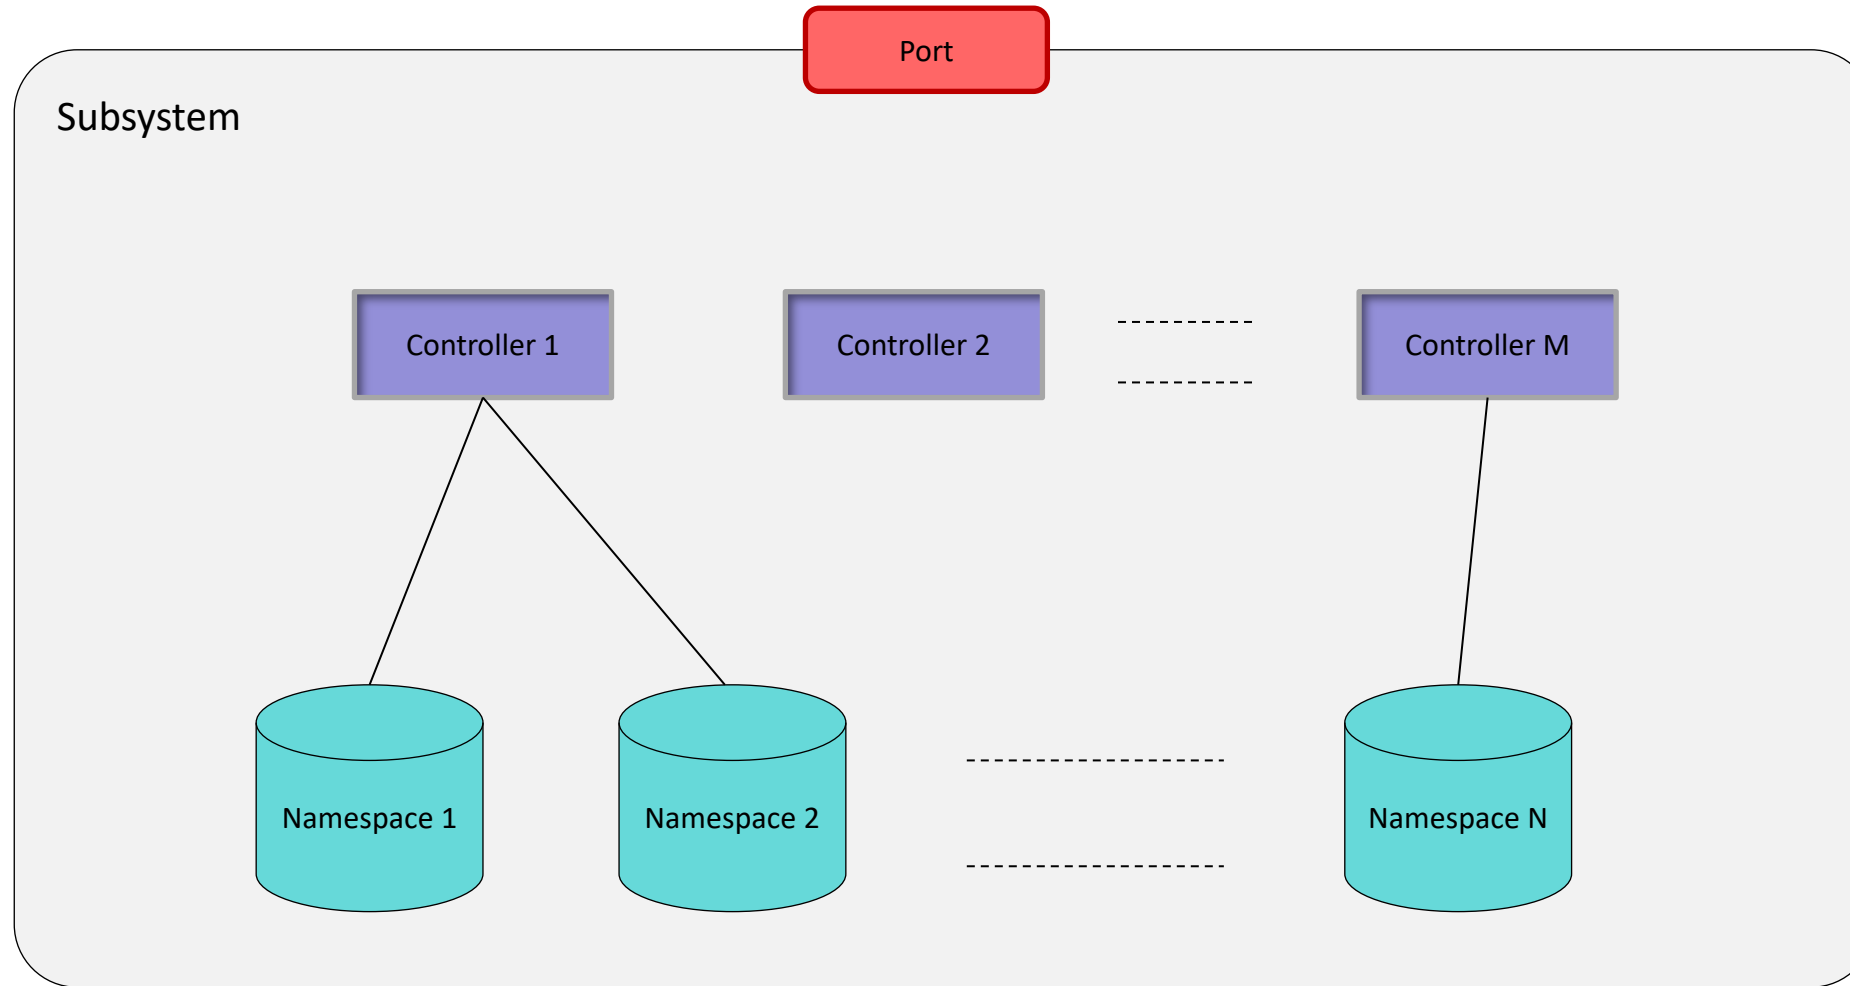 Port
Subsystem
Controller 1
Controller 2
Controller M
Namespace 1
Namespace 2
Namespace N